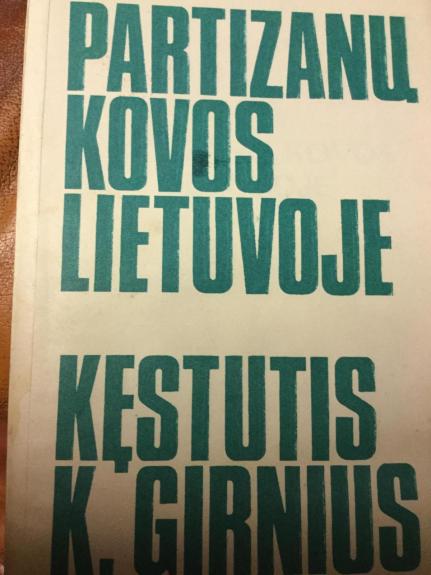 PARTIZANŲ
KOVOS
LIETUVOJE
KĘSTUTIS
K. GIRNIUS